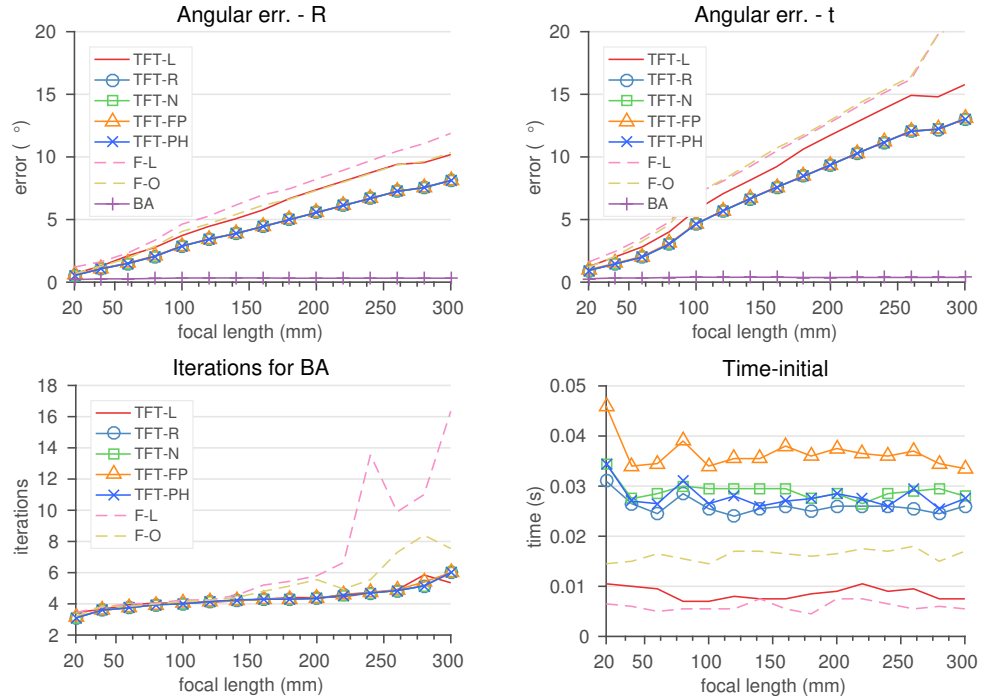 Angular err. - R
20
15
10
5
0
error ( °)
TFT-L
TFT-R
TFT-N
TFT-FP
TFT-PH
F-L
F-O
BA
20 50 100 150 200 250 300
focal length (mm)
Angular err. - t
20
15
10
5
0
error ( °)
TFT-L
TFT-R
TFT-N
TFT-FP
TFT-PH
F-L
F-O
BA
20 50 100 150 200 250 300
focal length (mm)
Iterations for BA
18
16
14
12
10
8
6
4
2
iterations
TFT-L
TFT-R
TFT-N
TFT-FP
TFT-PH
F-L
F-O
20 50 100 150 200 250 300
focal length (mm)
Time-initial
0.05
0.04
0.03
0.02
0.01
0
time (s)
20 50 100 150 200 250 300
focal length (mm)